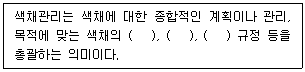 색채관리는 색채에 대한 종합적인 계획이나 관리,
목적에 맞는 색채의 (   ), (   ), (   ) 규정 등을
총괄하는 의미이다.